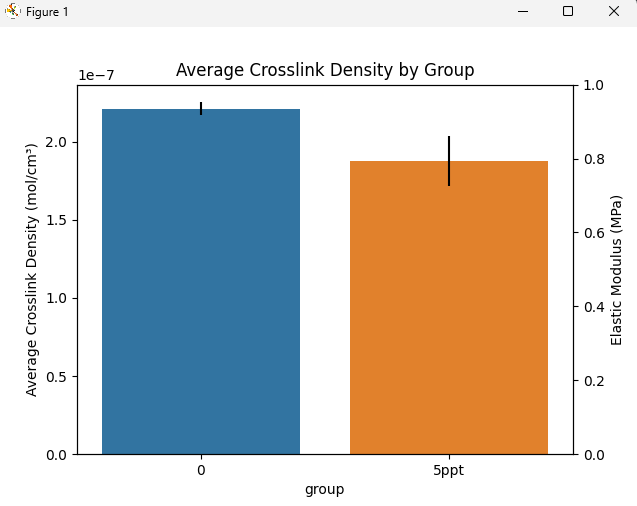 Figure 1
Average Crosslink Density by Group
1e−7
Average Crosslink Density (mol/cm³)
2.0
1.5
1.0
0.5
0.0
1.0
0.8
0.6
0.4
0.2
0.0
Elastic Modulus (MPa)
0
5ppt
group